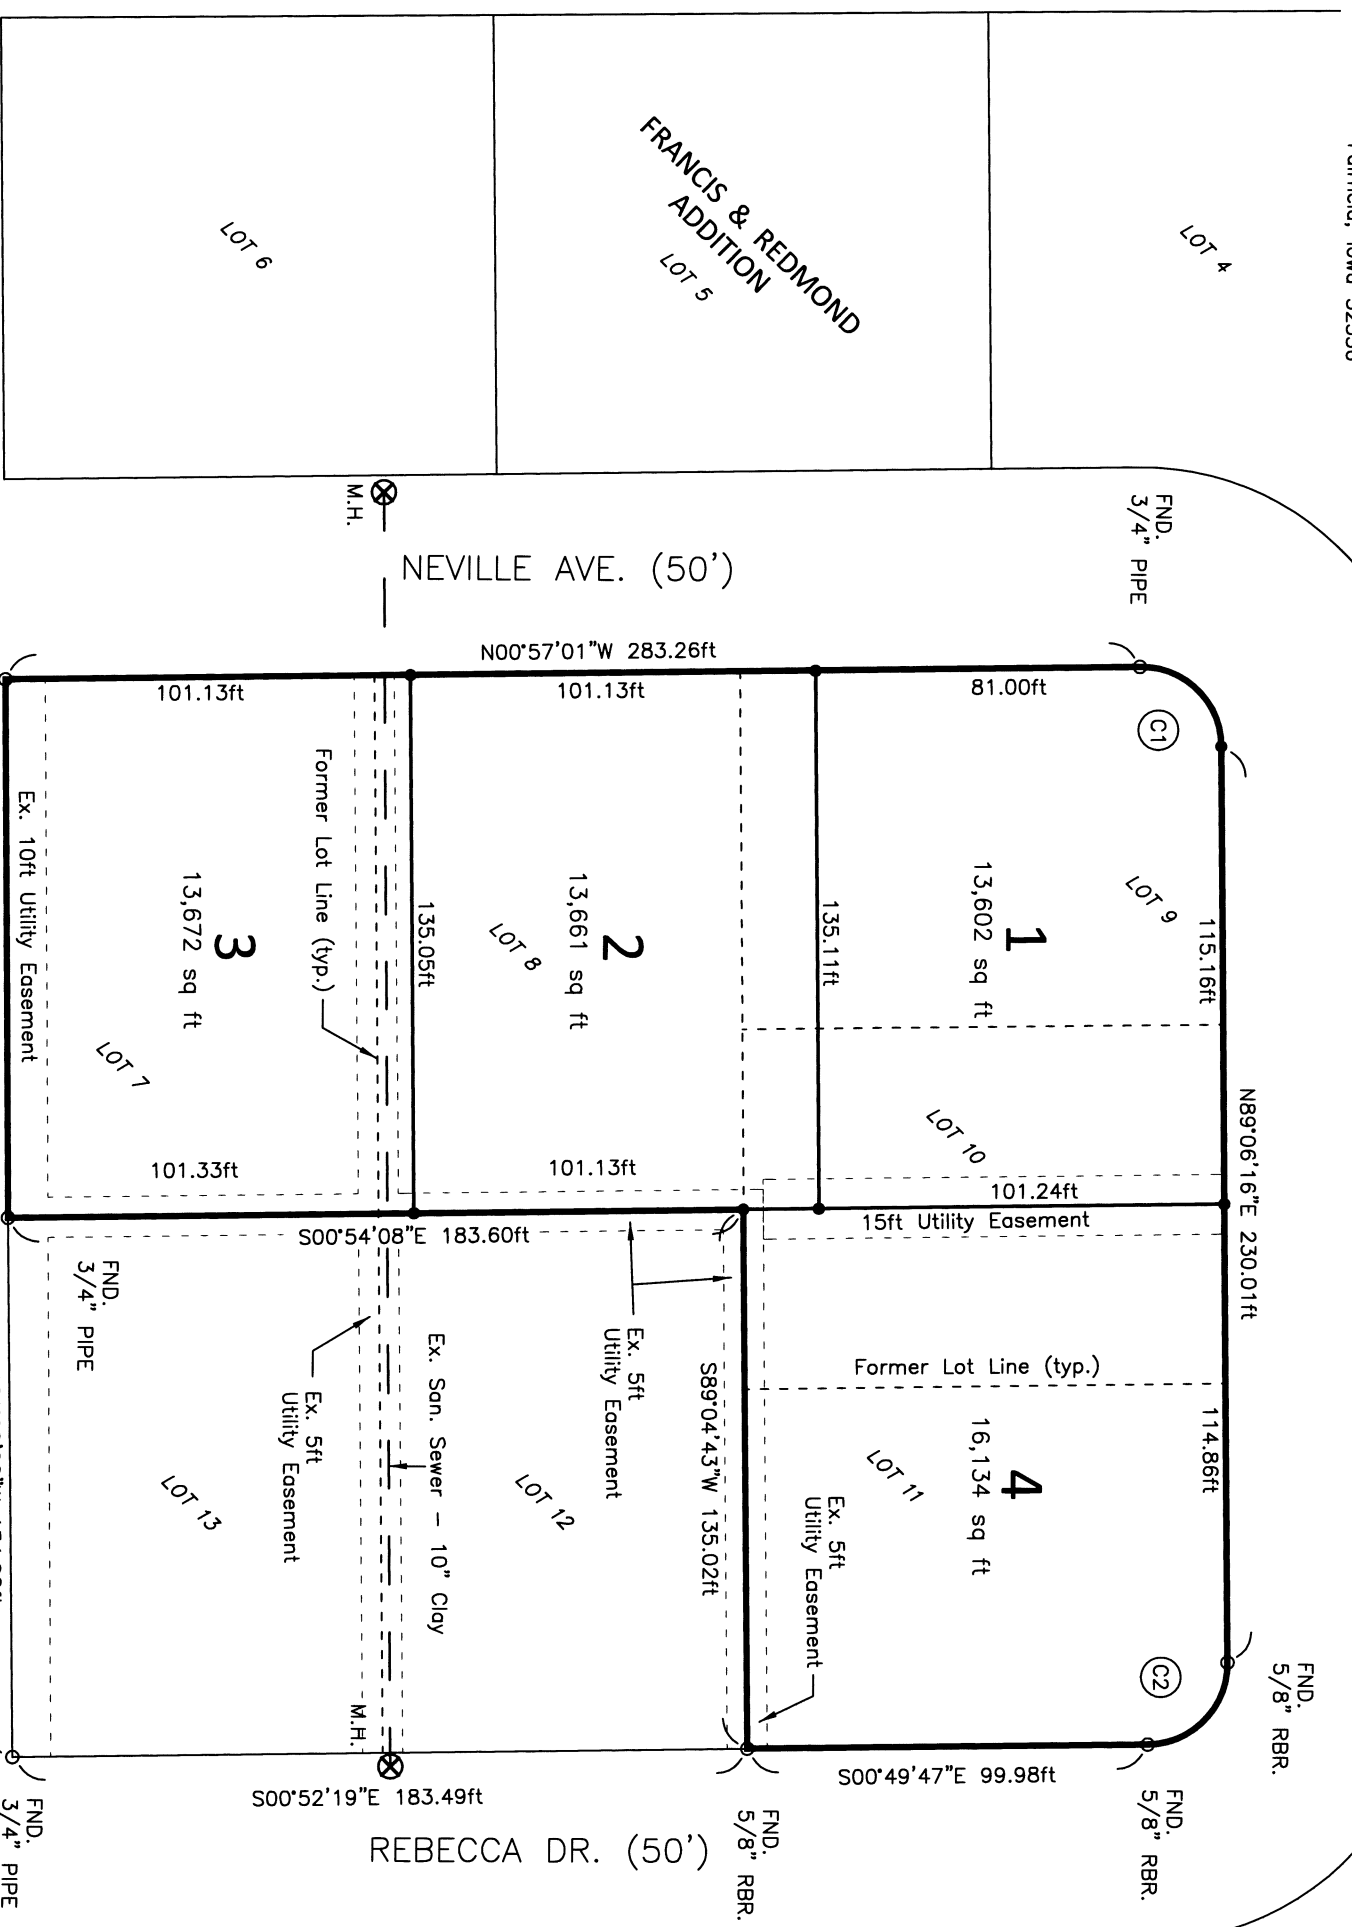 FRANCIS & REDMOND
ADDITION
LOT 4
LOT 5
LOT 6
M.H.
NEVILLE AVE. (50')
FND.
3/4" PIPE
N00°57'01"W 283.26ft
101.13ft
101.13ft
81.00ft
C1
Ex. 10ft Utility Easement
Former Lot Line (typ.)
3
13,672 sq ft
LOT 7
135.05ft
2
13,661 sq ft
LOT 8
135.11ft
1
13,602 sq ft
LOT 9
115.16ft
LOT 10
N89°06'16"E 230.01ft
101.33ft
101.13ft
101.24ft
S00°54'08"E 183.60ft
15ft Utility Easement
FND.
3/4" PIPE
Ex. 5ft
Utility Easement
Ex. San. Sewer – 10" Clay
Ex. 5ft
Utility Easement
S89°04'43"W 135.02ft
Former Lot Line (typ.)
4
16,134 sq ft
LOT 11
114.86ft
Ex. 5ft
Utility Easement
LOT 12
LOT 13
C2
FND.
5/8" RBR.
M.H.
S00°52'19"E 183.49ft
S00°49'47"E 99.98ft
FND.
5/8" RBR.
FND.
5/8" RBR.
REBECCA DR. (50')
FND.
3/4" PIPE